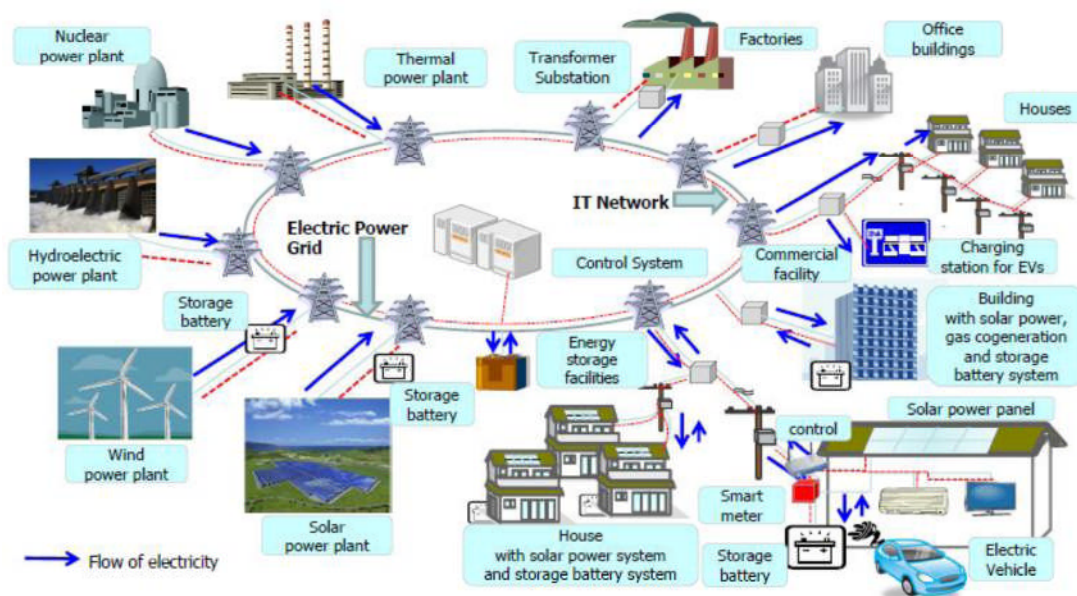 Nuclear
power plant
Thermal
power plant
Transformer
Substation
Factories
Office
buildings
Houses
IT Network
Electric Power
Grid
Hydroelectric
power plant
Control System
Commercial
facility
Charging
station for EVs
Storage
battery
Building
with solar power,
gas cogeneration
and storage
battery system
Energy
storage
facilities
Storage
battery
Solar power panel
control
Wind
power plant
Smart
meter
Solar
power plant
House
with solar power system
and storage battery system
Storage
battery
Electric
Vehicle
Flow of electricity